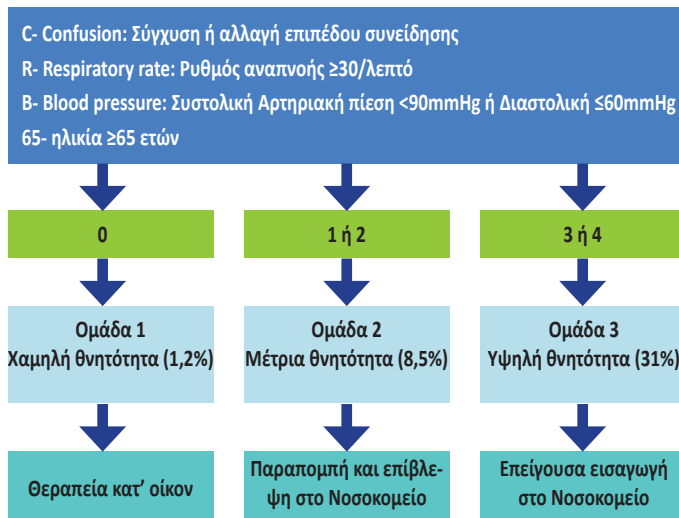 C- Confusion: Σύγχυση ή αλλαγή επιπέδου συνείδησης
R- Respiratory rate: Ρυθμός αναπνοής ≥30/λεπτό
B- Blood pressure: Συστολική Αρτηριακή πίεση <90mmHg ή Διαστολική ≤60mmHg
65- ηλικία ≥65 ετών
0
1 ή 2
3 ή 4
Ομάδα 1
Χαμηλή θνητότητα (1,2%)
Ομάδα 2
Μέτρια θνητότητα (8,5%)
Ομάδα 3
Υψηλή θνητότητα (31%)
Θεραπεία κατ’ οίκον
Παραπομπή και επίβλε-
ψη στο Νοσοκομείο
Επείγουσα εισαγωγή
στο Νοσοκομείο